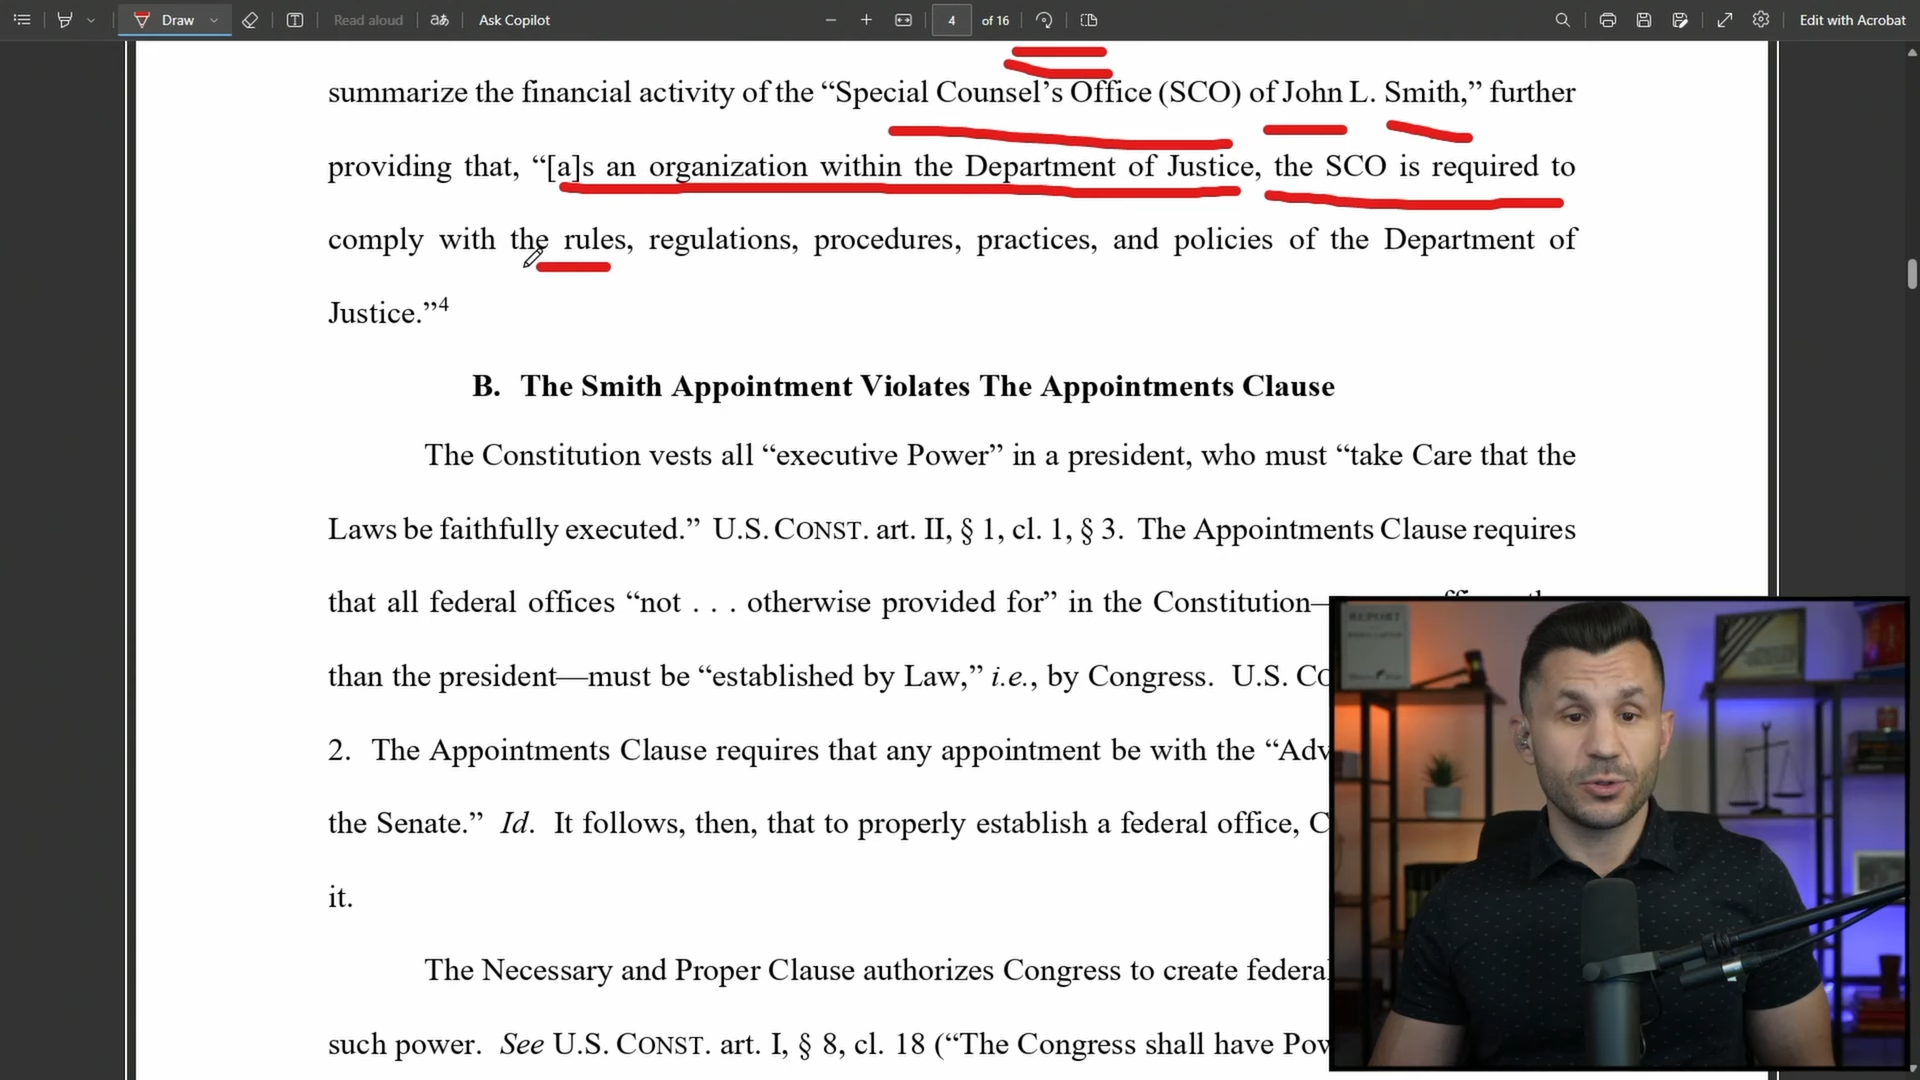 Draw
Read aloud
aあ
Ask Copilot
4
of 16
Edit with Acrobat
summarize the financial activity of the “Special Counsel’s Office (SCO) of John L. Smith,” further
providing that, “[a]s an organization within the Department of Justice, the SCO is required to
comply with the rules, regulations, procedures, practices, and policies of the Department of
Justice.”4
B. The Smith Appointment Violates The Appointments Clause
The Constitution vests all “executive Power” in a president, who must “take Care that the
Laws be faithfully executed.” U.S. CONST. art. II, § 1, cl. 1, § 3. The Appointments Clause requires
that all federal offices “not . . . otherwise provided for” in the Constitution—
than the president—must be “established by Law,” i.e., by Congress. U.S. CO
2. The Appointments Clause requires that any appointment be with the “Adv
the Senate.” Id. It follows, then, that to properly establish a federal office, C
it.
The Necessary and Proper Clause authorizes Congress to create federal
such power. See U.S. CONST. art. I, § 8, cl. 18 (“The Congress shall have Pow
REPORT